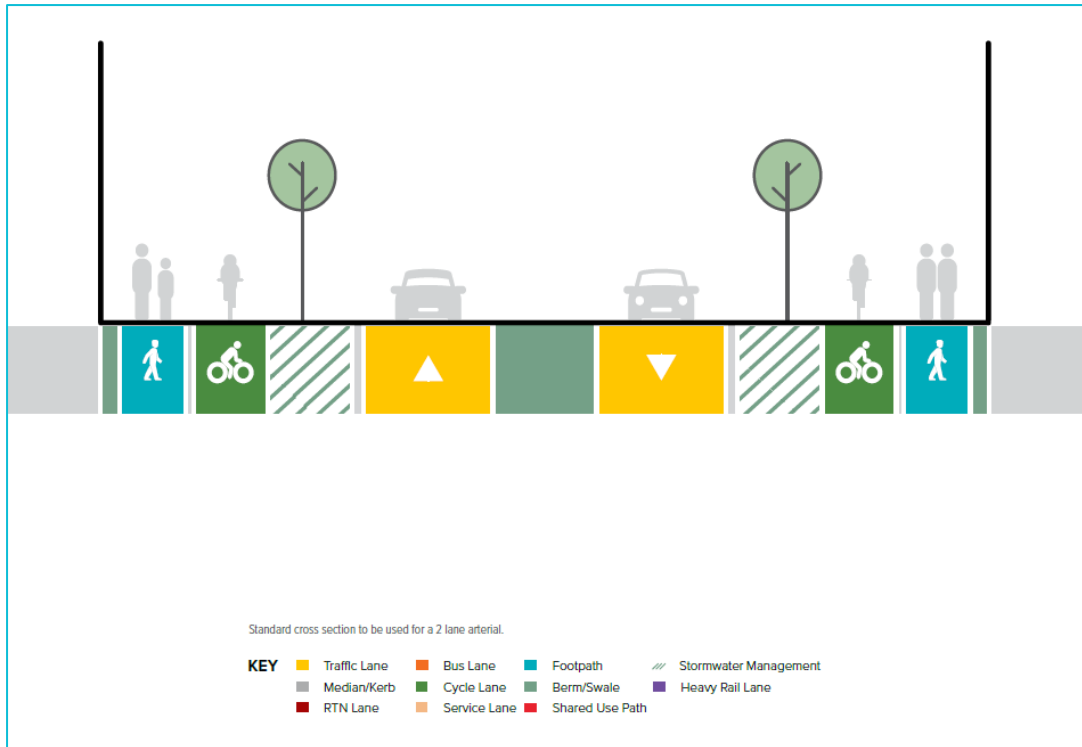 Standard cross section to be used for a 2 lane arterial.
KEY
Traffic Lane
Bus Lane
Footpath
Stormwater Management
Median/Kerb
Cycle Lane
Berm/Swale
Heavy Rail Lane
RTN Lane
Service Lane
Shared Use Path